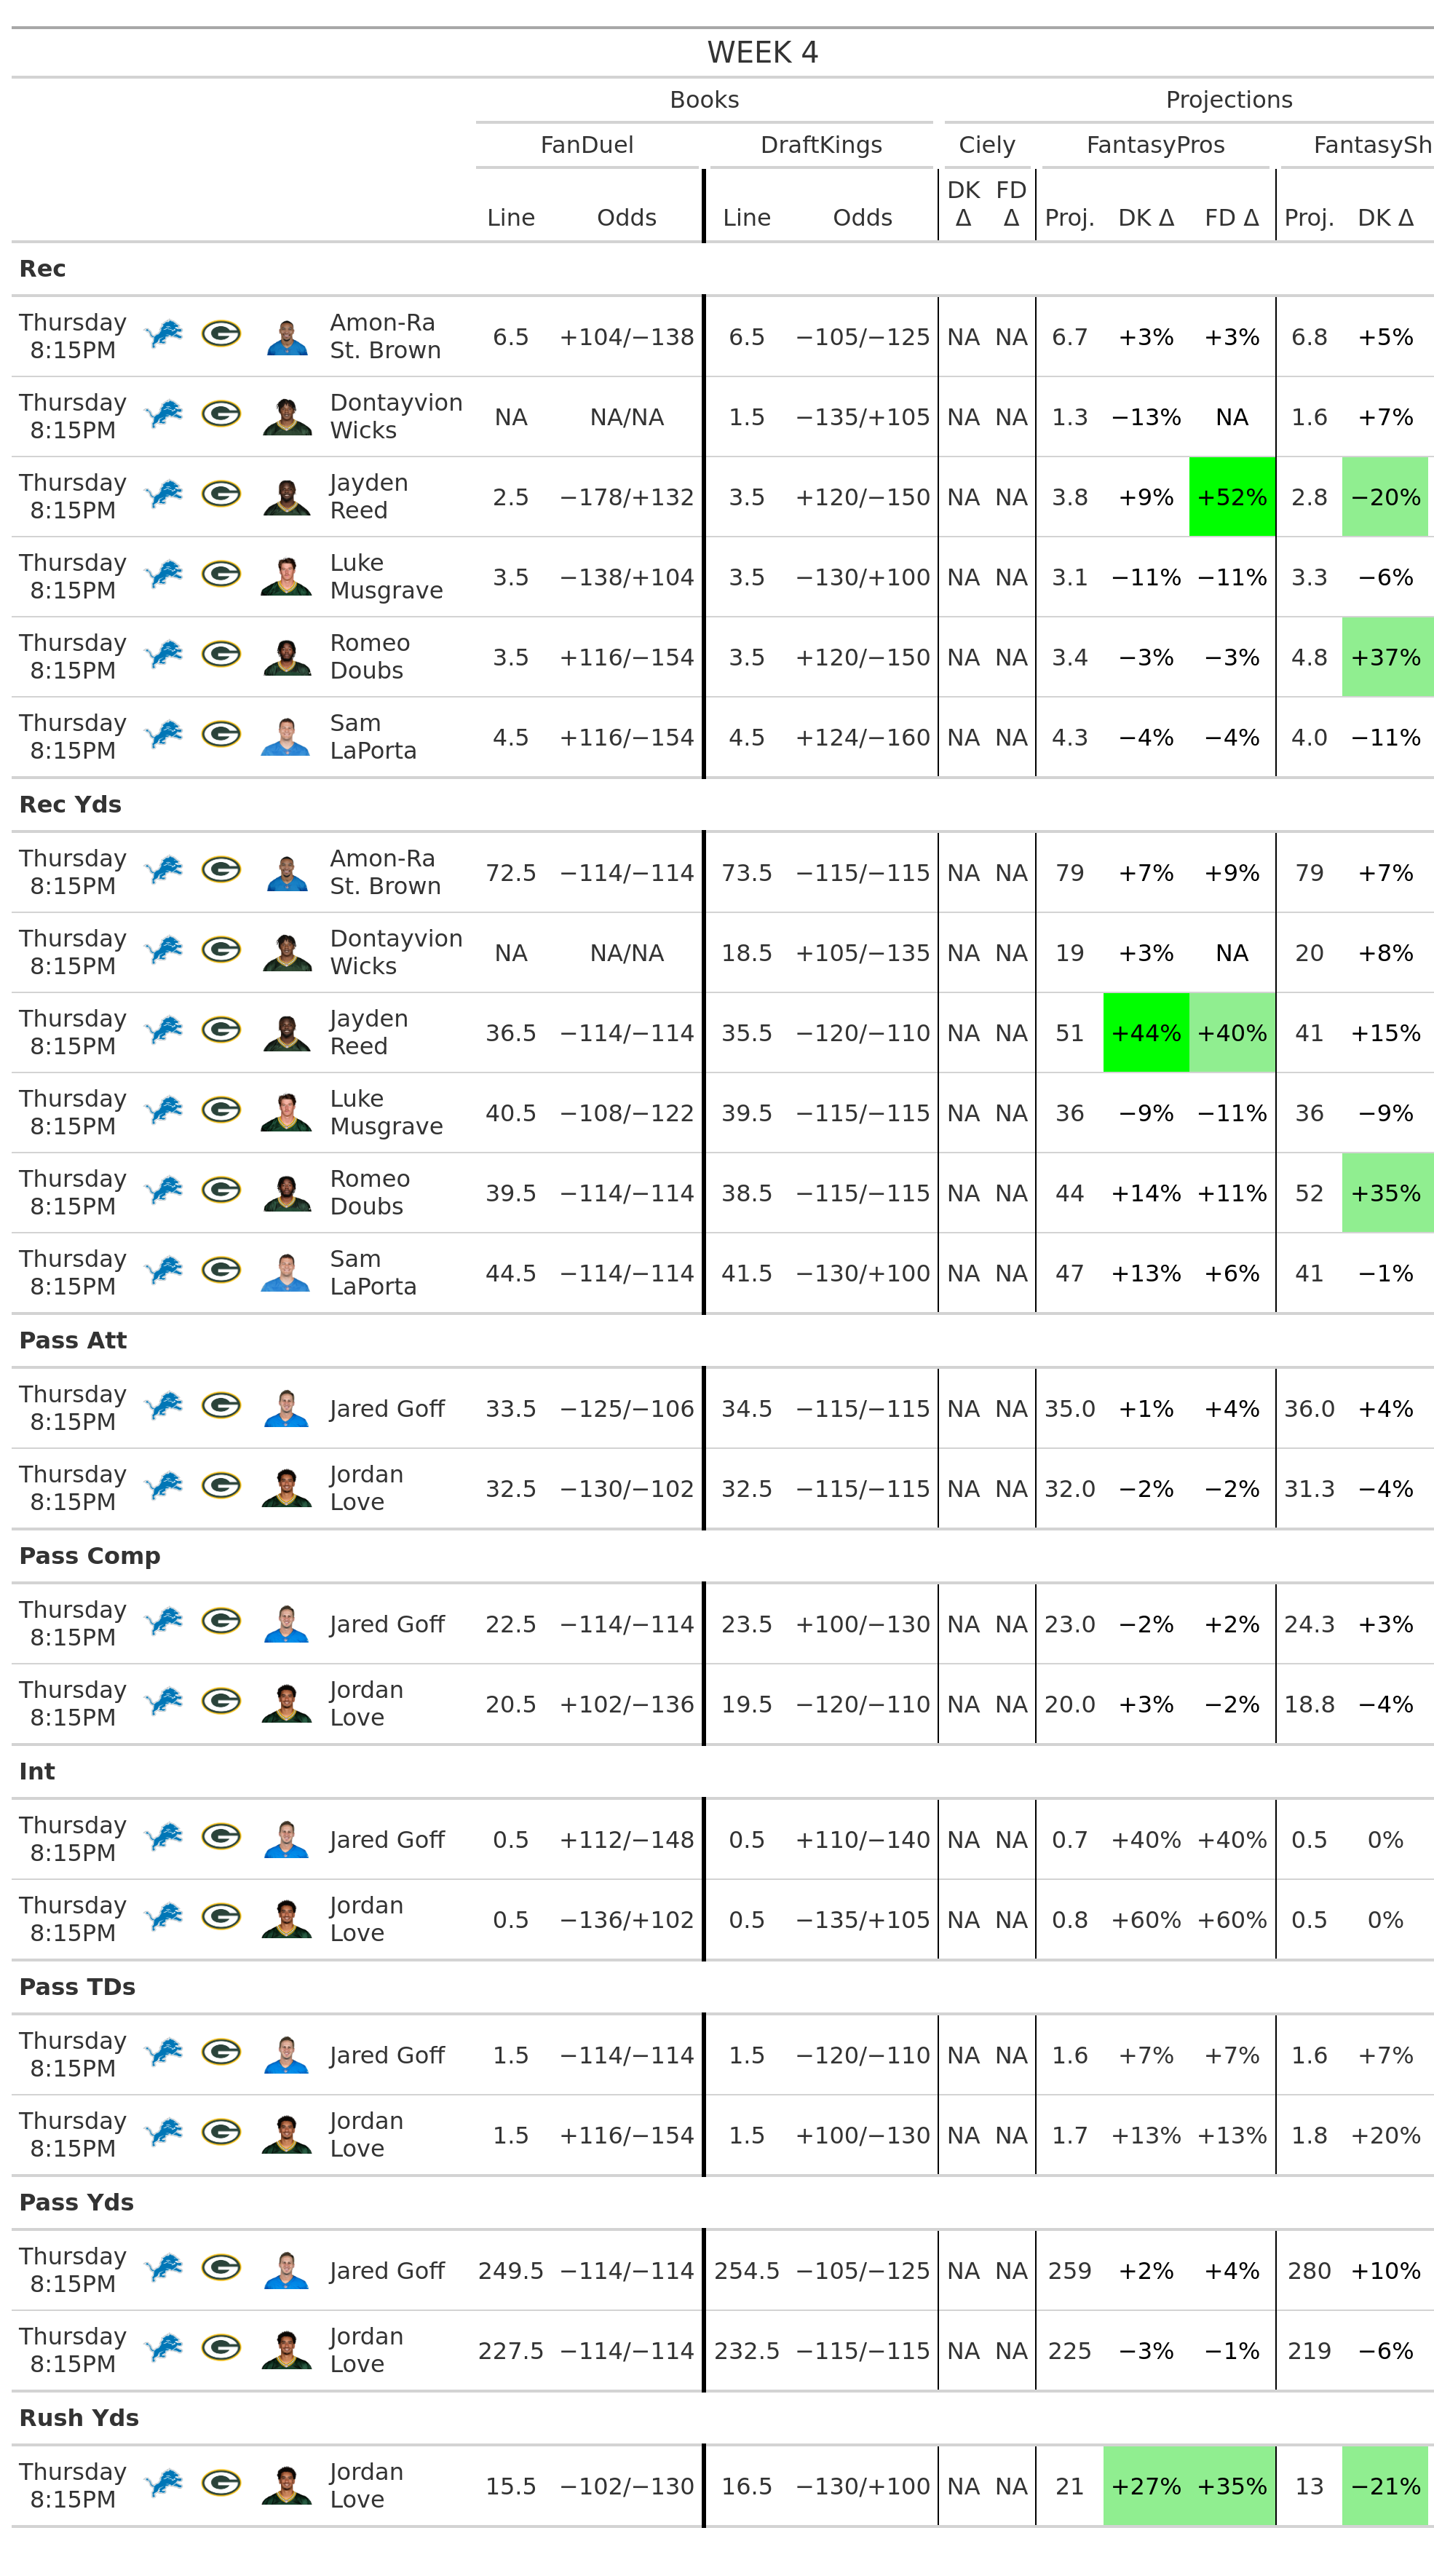 WEEK 4
Books Projections
FanDuel DraftKings Ciely FantasyPros FantasySh
DK FD
Line Odds Line Odds Δ Δ Proj. DK Δ FD Δ Proj. DK Δ
Rec
Thursday 8:15PM Amon-Ra St. Brown 6.5 +104/−138 6.5 −105/−125 NA NA 6.7 +3% +3% 6.8 +5%
Thursday 8:15PM Dontayvion Wicks NA NA/NA 1.5 −135/+105 NA NA 1.3 −13% NA 1.6 +7%
Thursday 8:15PM Jayden Reed 2.5 −178/+132 3.5 +120/−150 NA NA 3.8 +9% +52% 2.8 −20%
Thursday 8:15PM Luke Musgrave 3.5 −138/+104 3.5 −130/+100 NA NA 3.1 −11% −11% 3.3 −6%
Thursday 8:15PM Romeo Doubs 3.5 +116/−154 3.5 +120/−150 NA NA 3.4 −3% −3% 4.8 +37%
Thursday 8:15PM Sam LaPorta 4.5 +116/−154 4.5 +124/−160 NA NA 4.3 −4% −4% 4.0 −11%
Rec Yds
Thursday 8:15PM Amon-Ra St. Brown 72.5 −114/−114 73.5 −115/−115 NA NA 79 +7% +9% 79 +7%
Thursday 8:15PM Dontayvion Wicks NA NA/NA 18.5 +105/−135 NA NA 19 +3% NA 20 +8%
Thursday 8:15PM Jayden Reed 36.5 −114/−114 35.5 −120/−110 NA NA 51 +44% +40% 41 +15%
Thursday 8:15PM Luke Musgrave 40.5 −108/−122 39.5 −115/−115 NA NA 36 −9% −11% 36 −9%
Thursday 8:15PM Romeo Doubs 39.5 −114/−114 38.5 −115/−115 NA NA 44 +14% +11% 52 +35%
Thursday 8:15PM Sam LaPorta 44.5 −114/−114 41.5 −130/+100 NA NA 47 +13% +6% 41 −1%
Pass Att
Thursday 8:15PM Jared Goff 33.5 −125/−106 34.5 −115/−115 NA NA 35.0 +1% +4% 36.0 +4%
Thursday 8:15PM Jordan Love 32.5 −130/−102 32.5 −115/−115 NA NA 32.0 −2% −2% 31.3 −4%
Pass Comp
Thursday 8:15PM Jared Goff 22.5 −114/−114 23.5 +100/−130 NA NA 23.0 −2% +2% 24.3 +3%
Thursday 8:15PM Jordan Love 20.5 +102/−136 19.5 −120/−110 NA NA 20.0 +3% −2% 18.8 −4%
Int
Thursday 8:15PM Jared Goff 0.5 +112/−148 0.5 +110/−140 NA NA 0.7 +40% +40% 0.5 0%
Thursday 8:15PM Jordan Love 0.5 −136/+102 0.5 −135/+105 NA NA 0.8 +60% +60% 0.5 0%
Pass TDs
Thursday 8:15PM Jared Goff 1.5 −114/−114 1.5 −120/−110 NA NA 1.6 +7% +7% 1.6 +7%
Thursday 8:15PM Jordan Love 1.5 +116/−154 1.5 +100/−130 NA NA 1.7 +13% +13% 1.8 +20%
Pass Yds
Thursday 8:15PM Jared Goff 249.5 −114/−114 254.5 −105/−125 NA NA 259 +2% +4% 280 +10%
Thursday 8:15PM Jordan Love 227.5 −114/−114 232.5 −115/−115 NA NA 225 −3% −1% 219 −6%
Rush Yds
Thursday 8:15PM Jordan Love 15.5 −102/−130 16.5 −130/+100 NA NA 21 +27% +35% 13 −21%